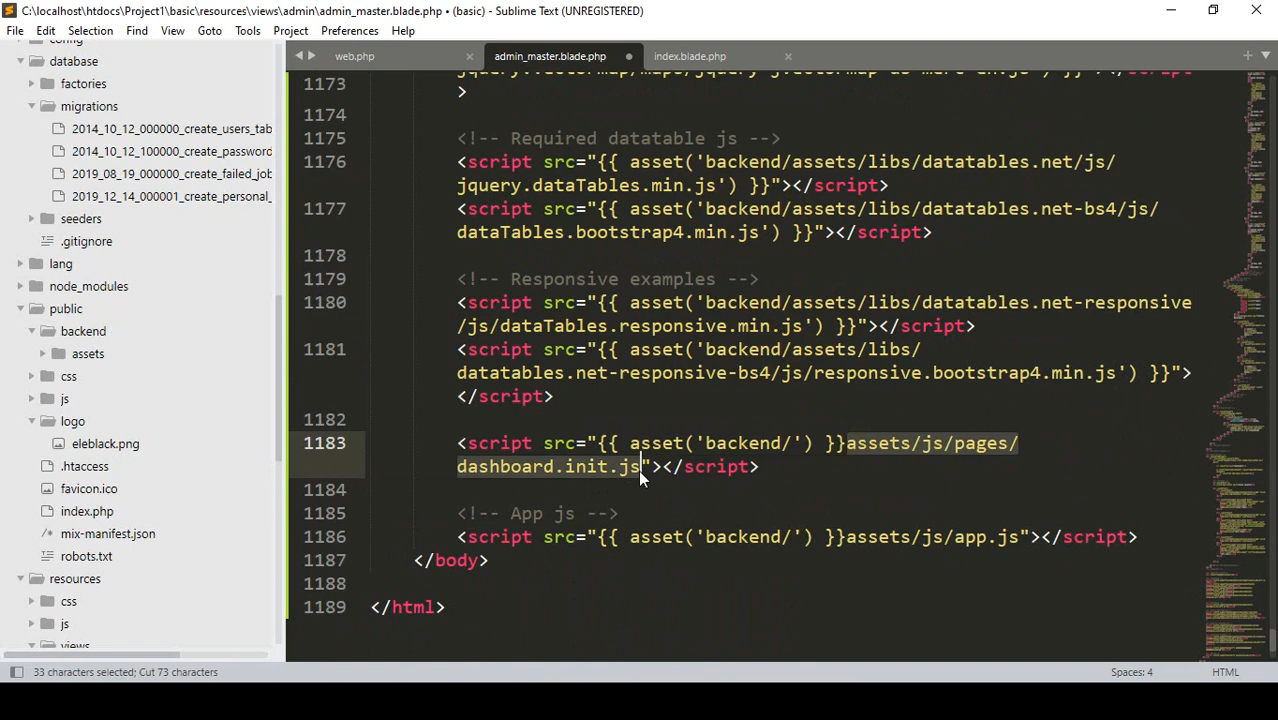 C:\localhost\htdocs\Project1\basic\resources\views\admin\admin_master.blade.php • (basic) - Sublime Text (UNREGISTERED)
File Edit Selection Find View Goto Tools Project Preferences Help
web.php admin_master.blade.php index.blade.php
database
factories
migrations
2014_10_12_000000_create_users_tab
2014_10_12_100000_create_password
2019_08_19_000000_create_failed_job
2019_12_14_000001_create_personal_
seeders
.gitignore
lang
node_modules
public
backend
assets
css
js
logo
eleblack.png
.htaccess
favicon.ico
index.php
mix-manifest.json
robots.txt
resources
css
js
views
1173
>
1174
1175 <!-- Required datatable js -->
1176 <script src="{{ asset('backend/assets/libs/datatables.net/js/
jquery.dataTables.min.js') }}"></script>
1177 <script src="{{ asset('backend/assets/libs/datatables.net-bs4/js/
dataTables.bootstrap4.min.js') }}"></script>
1178
1179 <!-- Responsive examples -->
1180 <script src="{{ asset('backend/assets/libs/datatables.net-responsive
/js/dataTables.responsive.min.js') }}"></script>
1181 <script src="{{ asset('backend/assets/libs/
datatables.net-responsive-bs4/js/responsive.bootstrap4.min.js') }}">
</script>
1182
1183 <script src="{{ asset('backend/') }}assets/js/pages/
dashboard.init.js"></script>
1184
1185 <!-- App js -->
1186 <script src="{{ asset('backend/') }}assets/js/app.js"></script>
1187 </body>
1188
1189 </html>
33 characters selected; Cut 73 characters Spaces: 4 HTML